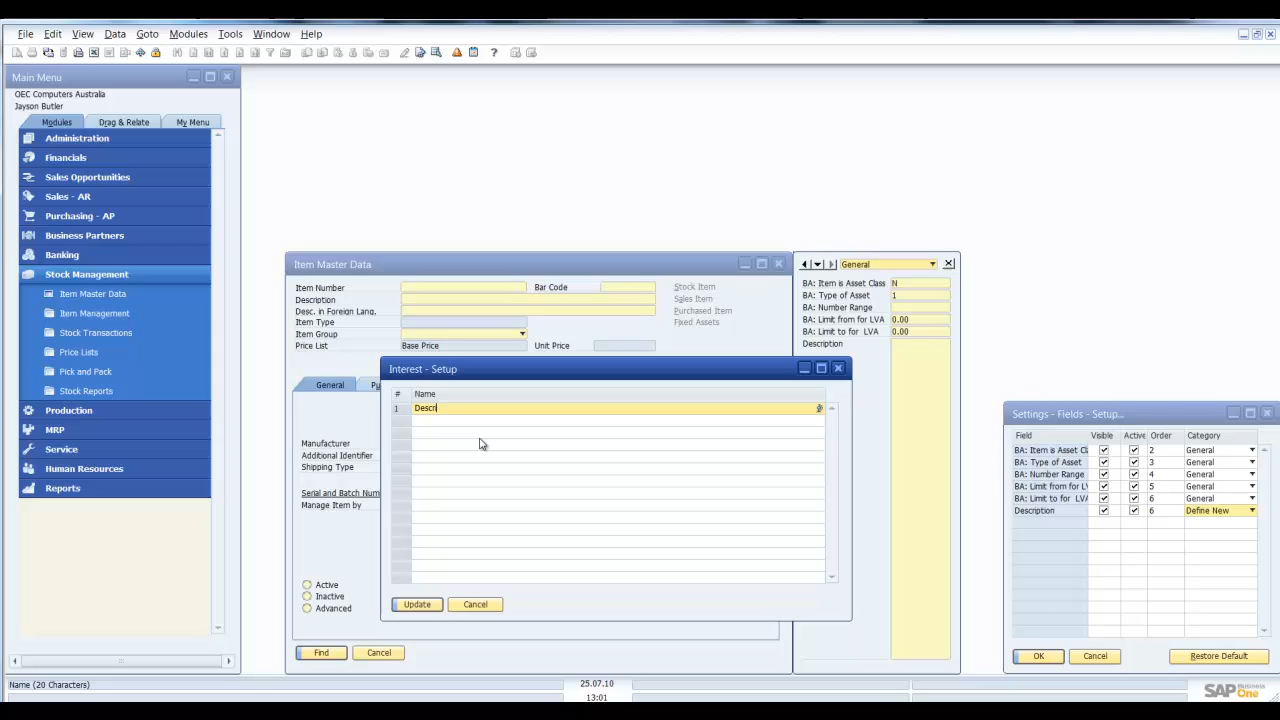 File Edit View Data Goto Modules Tools Window Help
Main Menu
OEC Computers Australia
Jayson Butler
Modules Drag & Relate My Menu
Administration
Financials
Sales Opportunities
Sales - AR
Purchasing - AP
Business Partners
Banking
Stock Management
Item Master Data
Item Management
Stock Transactions
Price Lists
Pick and Pack
Stock Reports
Production
MRP
Service
Human Resources
Reports
Item Master Data
Item Number Bar Code Stock Item
Description Sales Item
Desc. in Foreign Lang. Purchased Item
Item Type Fixed Assets
Item Group
Price List Base Price Unit Price
General Pu
Manufacturer
Additional Identifier
Shipping Type
Serial and Batch Num
Manage Item by
Active
Inactive
Advanced
Find Cancel
General
BA: Item is Asset Class N
BA: Type of Asset 1
BA: Number Range
BA: Limit from for LVA 0.00
BA: Limit to for LVA 0.00
Description
Interest - Setup
# Name
1 Descri
Update Cancel
Settings - Fields - Setup...
Field Visible Active Order Category
BA: Item is Asset Cl 2 General
BA: Type of Asset 3 General
BA: Number Range 4 General
BA: Limit from for LV 5 General
BA: Limit to for LVA 6 General
Description 6 Define New
OK Cancel Restore Default
Name (20 Characters) 25.07.10
13:01
SAP Business One